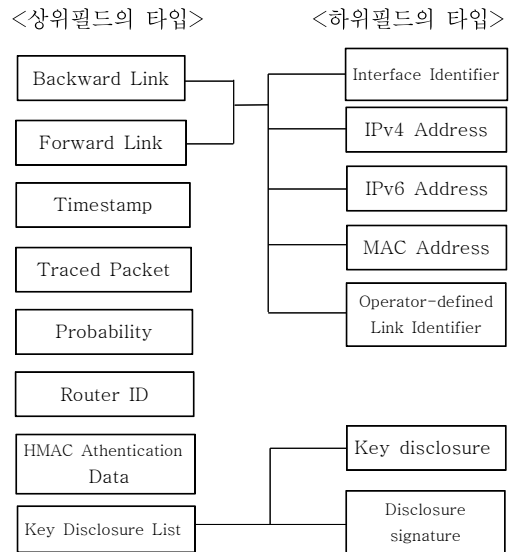 <상위필드의 타입>
<하위필드의 타입>
Backward Link
Forward Link
Timestamp
Traced Packet
Probability
Router ID
HMAC Athentication
Data
Key Disclosure List
Interface Identifier
IPv4 Address
IPv6 Address
MAC Address
Operator-defined
Link Identifier
Key disclosure
Disclosure
signature